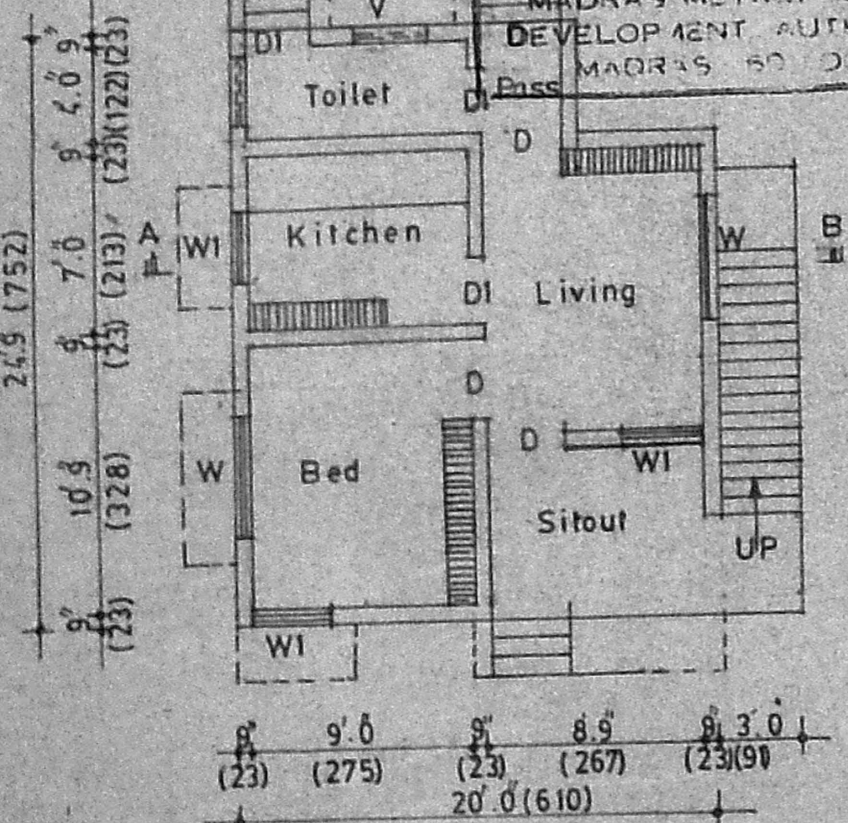 V
DEVELOPMENT AUT
MADRAS
D1
Toilet
D1 Pass
D
W1 Kitchen
D1 Living
W
A
B
D
W Bed
D
W1
Sitout
UP
W1
9" 4'.0" 9" 7'.0" 9" 10'.9" 9"
(23) (122) (23) (213) (23) (328) (23)
24'.9 (752)
9" 9'.0 9" 8'.9" 9" 3'.0
(23) (275) (23) (267) (23) (91)
20'.0" (610)